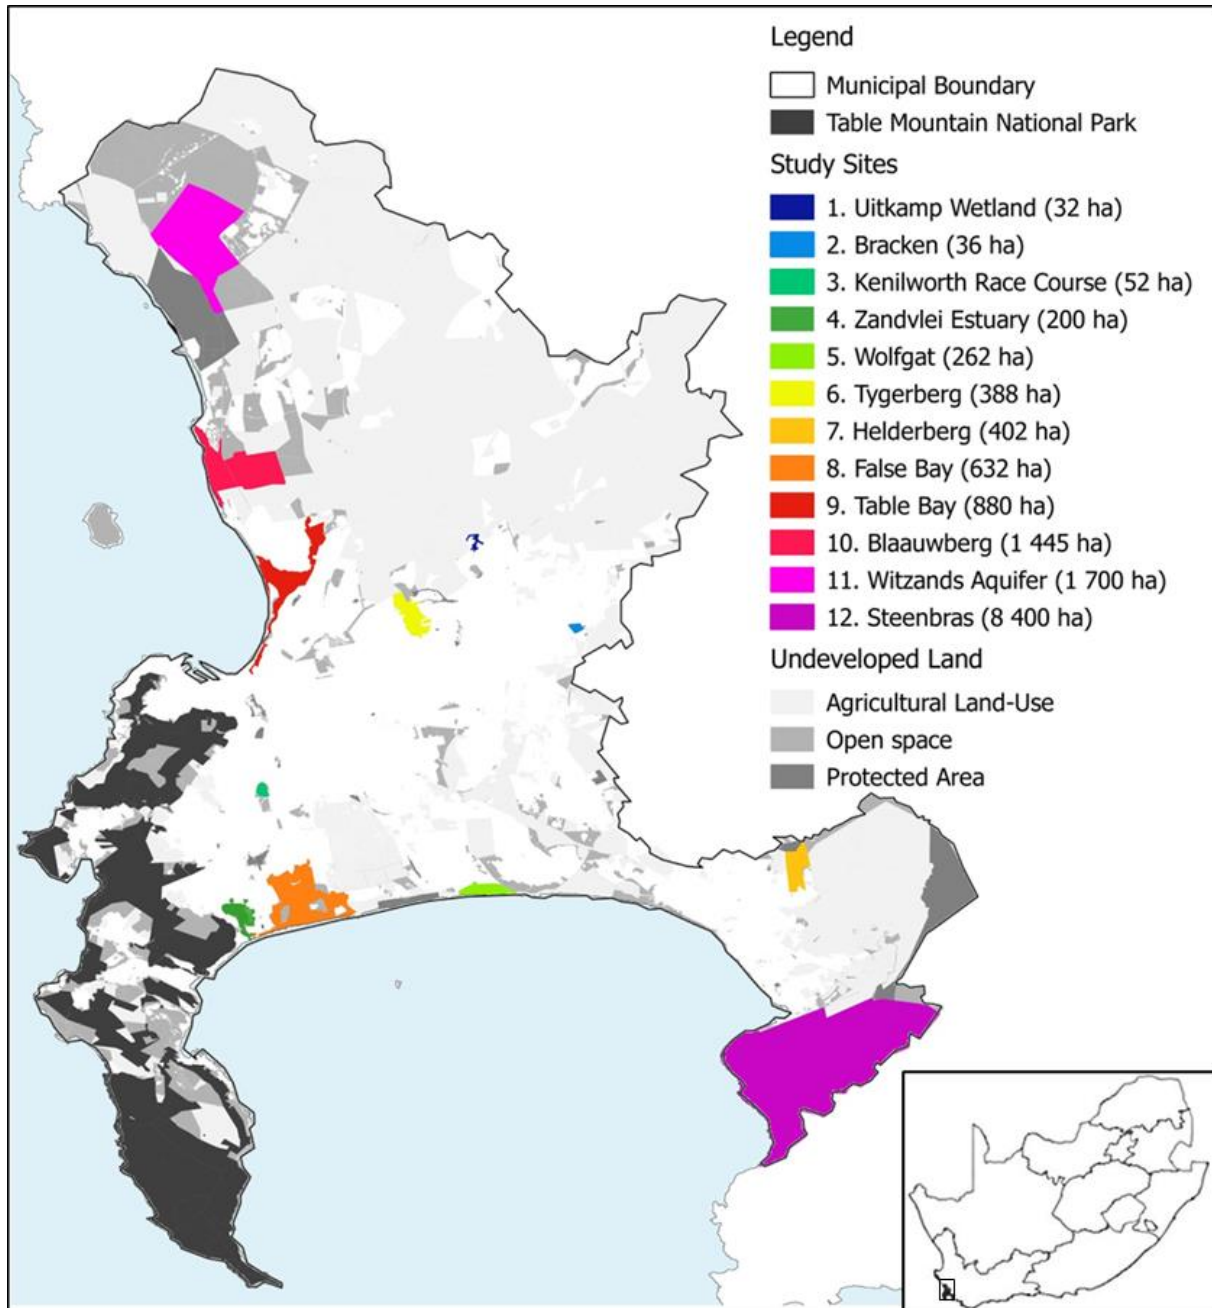 Legend
Municipal Boundary
Table Mountain National Park
Study Sites
1. Uitkamp Wetland (32 ha)
2. Bracken (36 ha)
3. Kenilworth Race Course (52 ha)
4. Zandvlei Estuary (200 ha)
5. Wolfgat (262 ha)
6. Tygerberg (388 ha)
7. Helderberg (402 ha)
8. False Bay (632 ha)
9. Table Bay (880 ha)
10. Blaauwberg (1 445 ha)
11. Witzands Aquifer (1 700 ha)
12. Steenbras (8 400 ha)
Undeveloped Land
Agricultural Land-Use
Open space
Protected Area